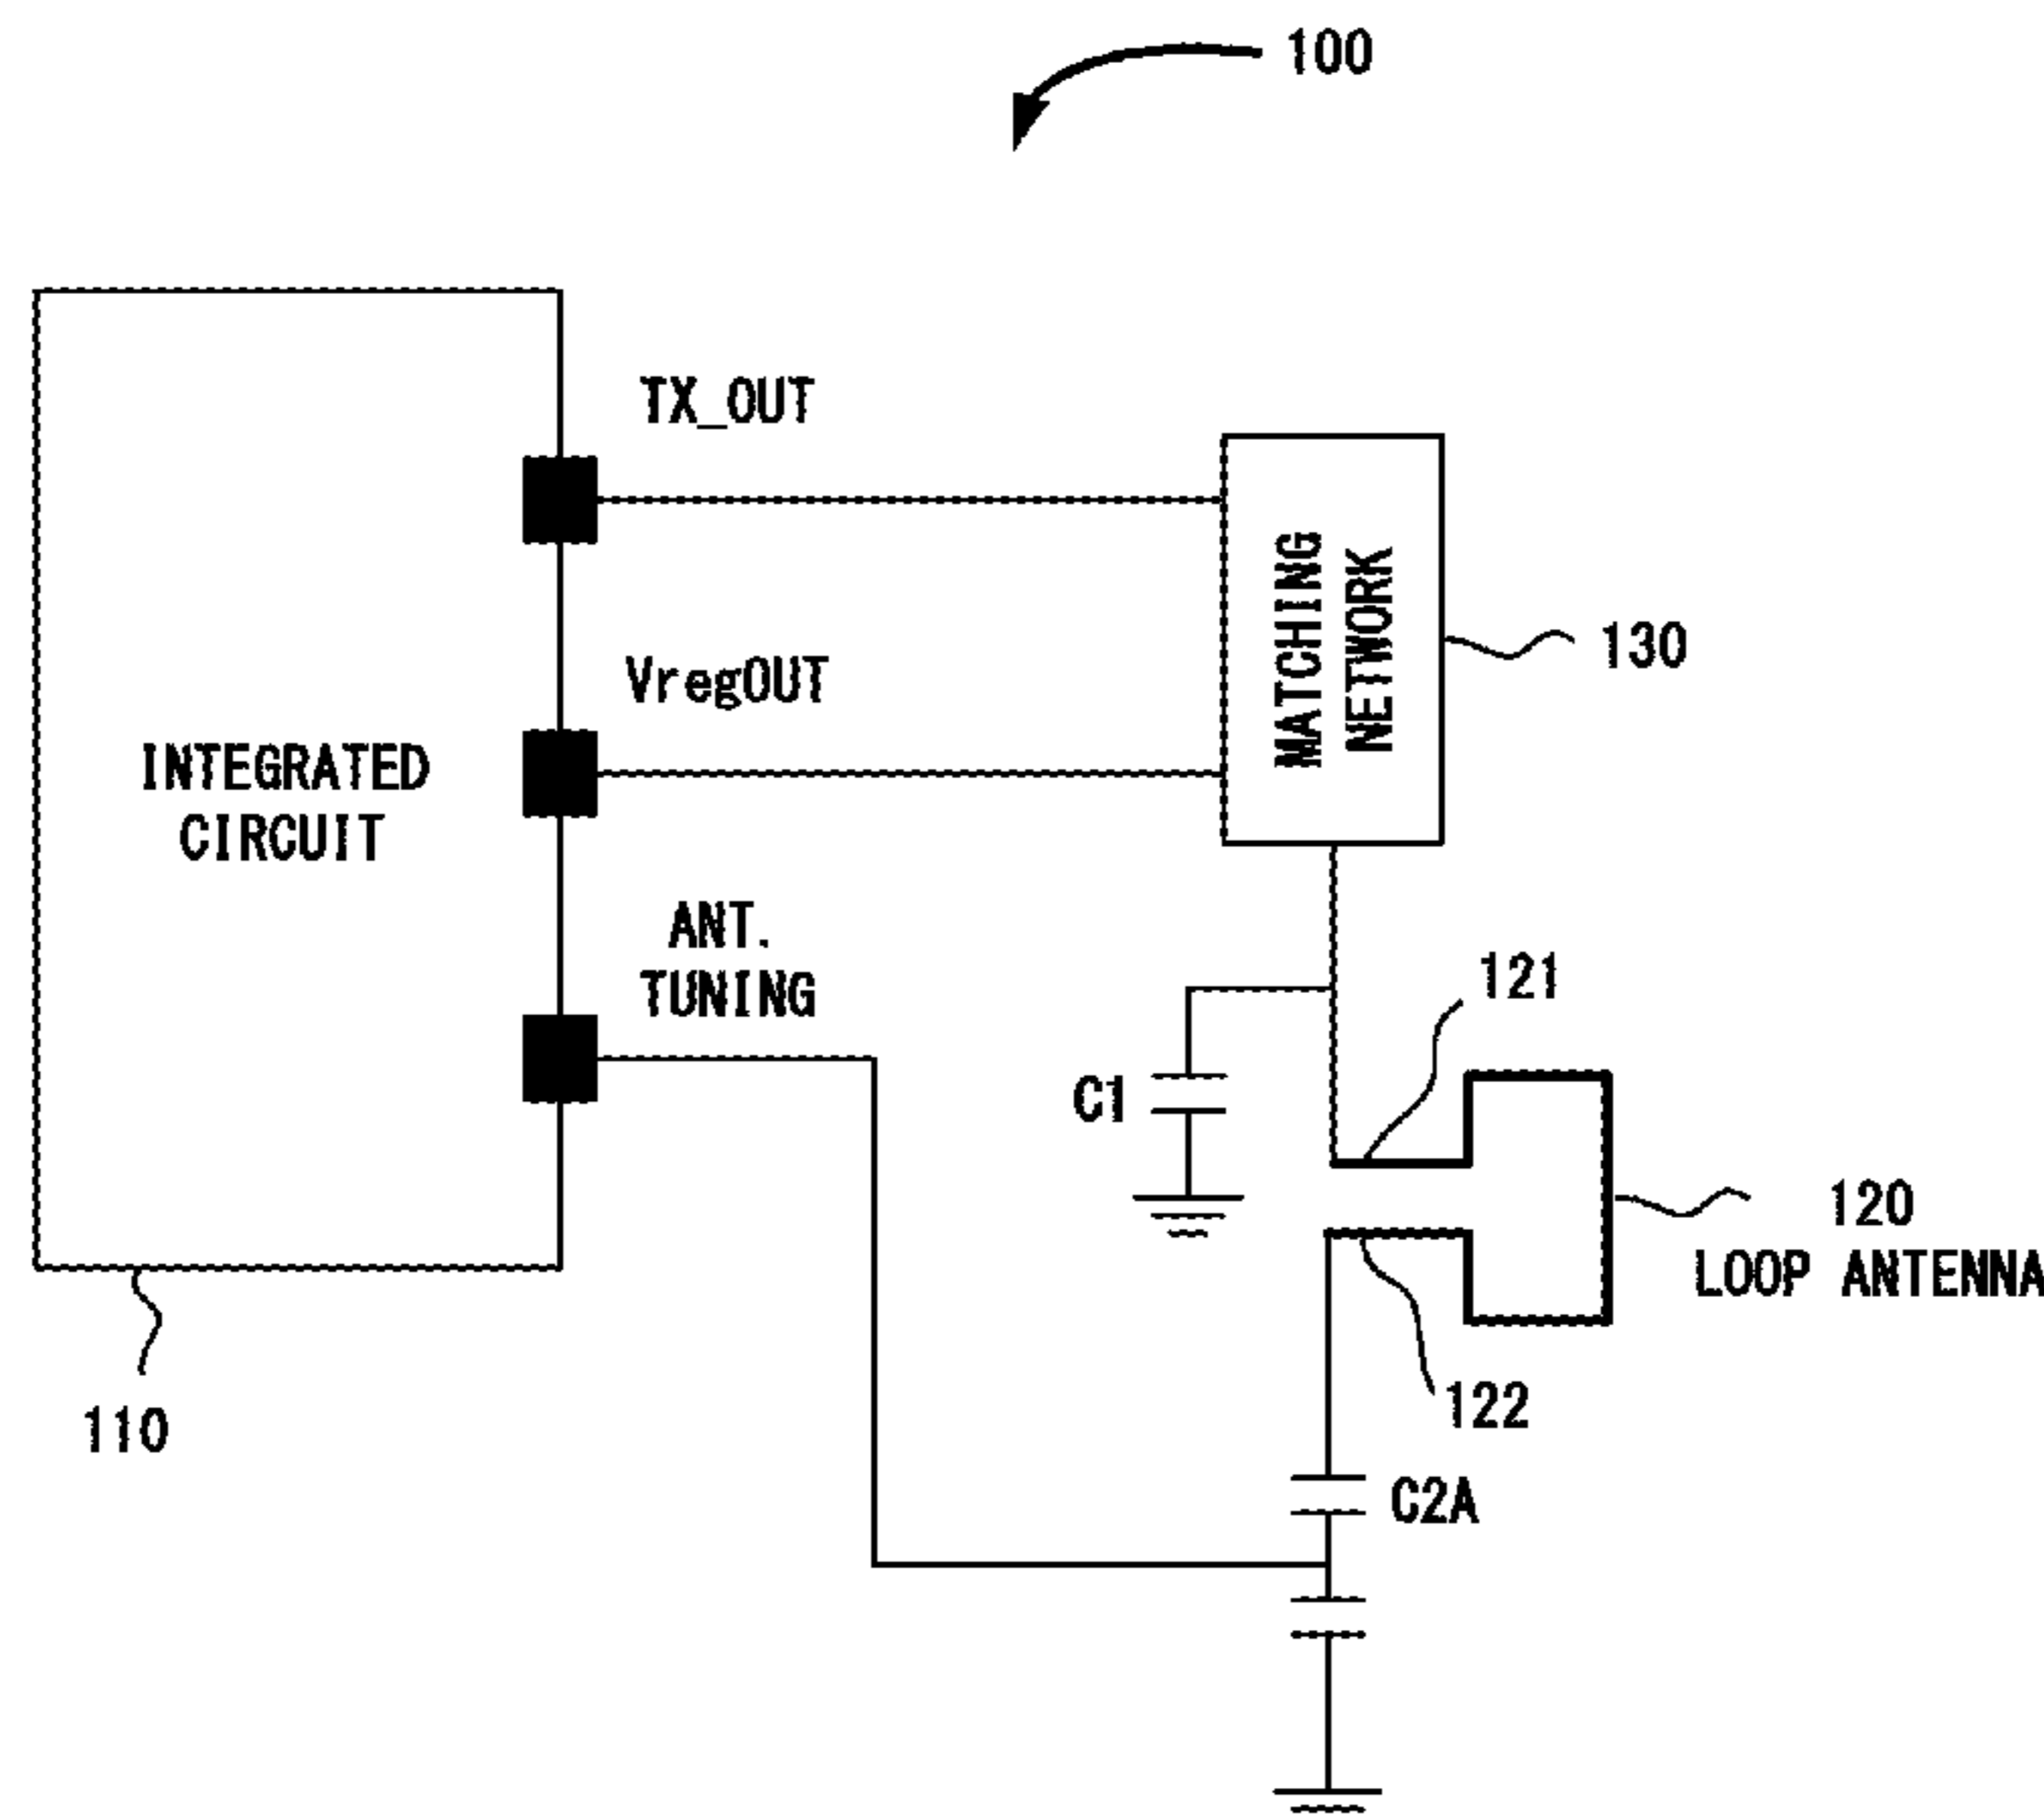 100
TX_OUT
MATCHING
NETWORK
130
VregOUT
INTEGRATED
CIRCUIT
ANT.
TUNING
121
C1
120
LOOP ANTENNA
122
110
C2A